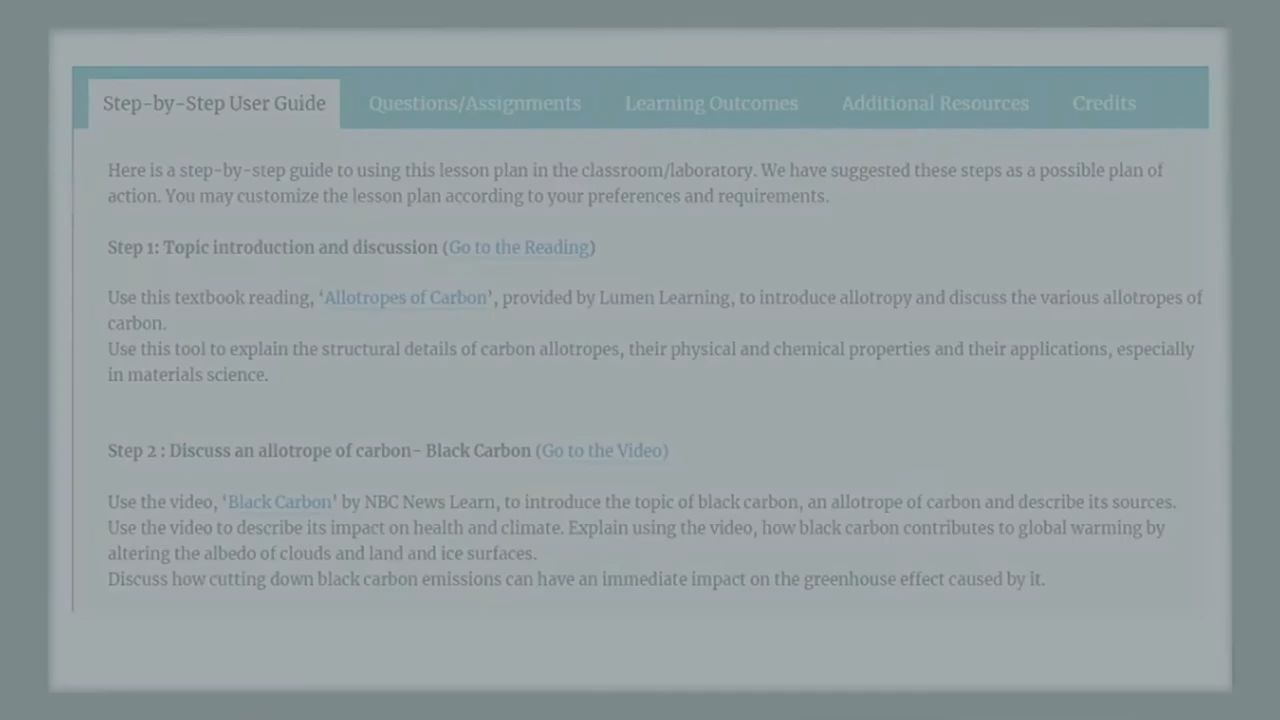 Step-by-Step User Guide Questions/Assignments Learning Outcomes Additional Resources Credits
Here is a step-by-step guide to using this lesson plan in the classroom/laboratory. We have suggested these steps as a possible plan of
action. You may customize the lesson plan according to your preferences and requirements.
Step 1: Topic introduction and discussion (Go to the Reading)
Use this textbook reading, ‘Allotropes of Carbon’, provided by Lumen Learning, to introduce allotropy and discuss the various allotropes of
carbon.
Use this tool to explain the structural details of carbon allotropes, their physical and chemical properties and their applications, especially
in materials science.
Step 2 : Discuss an allotrope of carbon- Black Carbon (Go to the Video)
Use the video, ‘Black Carbon’ by NBC News Learn, to introduce the topic of black carbon, an allotrope of carbon and describe its sources.
Use the video to describe its impact on health and climate. Explain using the video, how black carbon contributes to global warming by
altering the albedo of clouds and land and ice surfaces.
Discuss how cutting down black carbon emissions can have an immediate impact on the greenhouse effect caused by it.